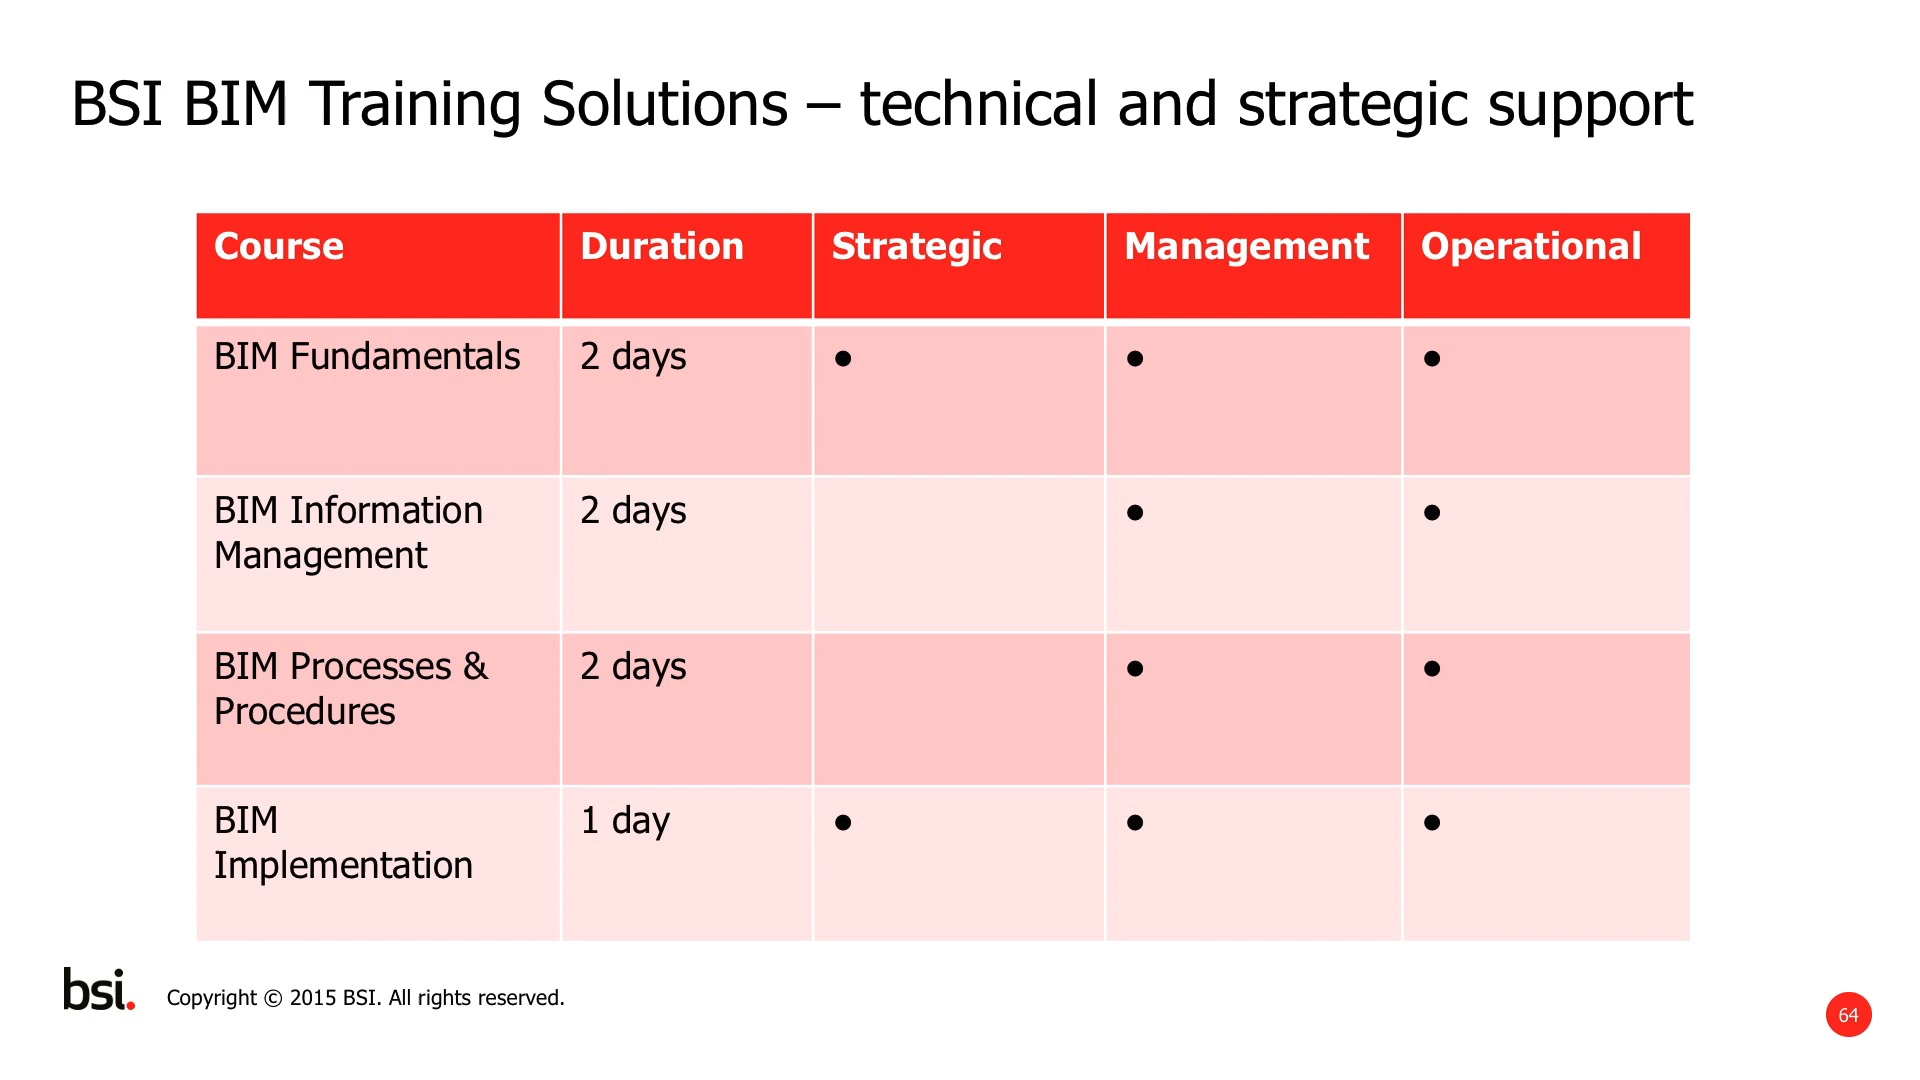 BSI BIM Training Solutions – technical and strategic support
Course Duration Strategic Management Operational
BIM Fundamentals 2 days ● ● ●
BIM Information 2 days ● ●
Management
BIM Processes & 2 days ● ●
Procedures
BIM 1 day ● ● ●
Implementation
bsi. Copyright © 2015 BSI. All rights reserved.
64